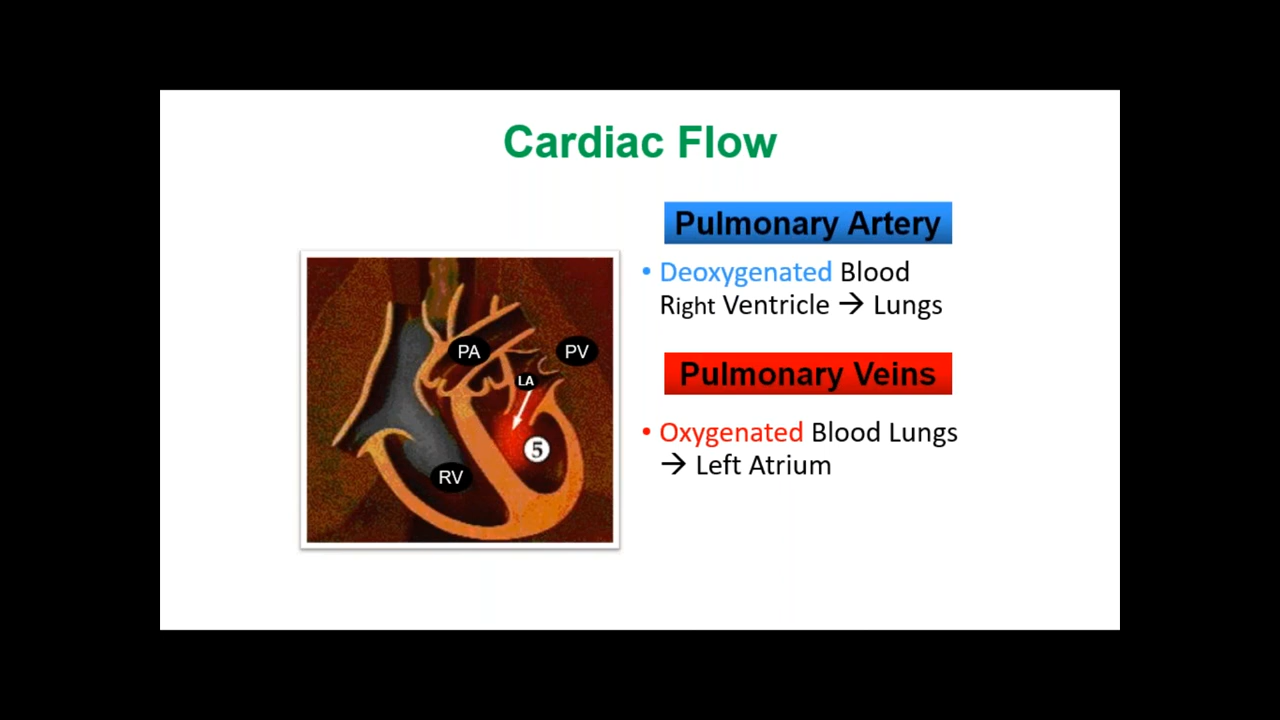 Cardiac Flow
Pulmonary Artery
• Deoxygenated Blood
Right Ventricle → Lungs
Pulmonary Veins
• Oxygenated Blood Lungs
→ Left Atrium
PA
PV
LA
5
RV